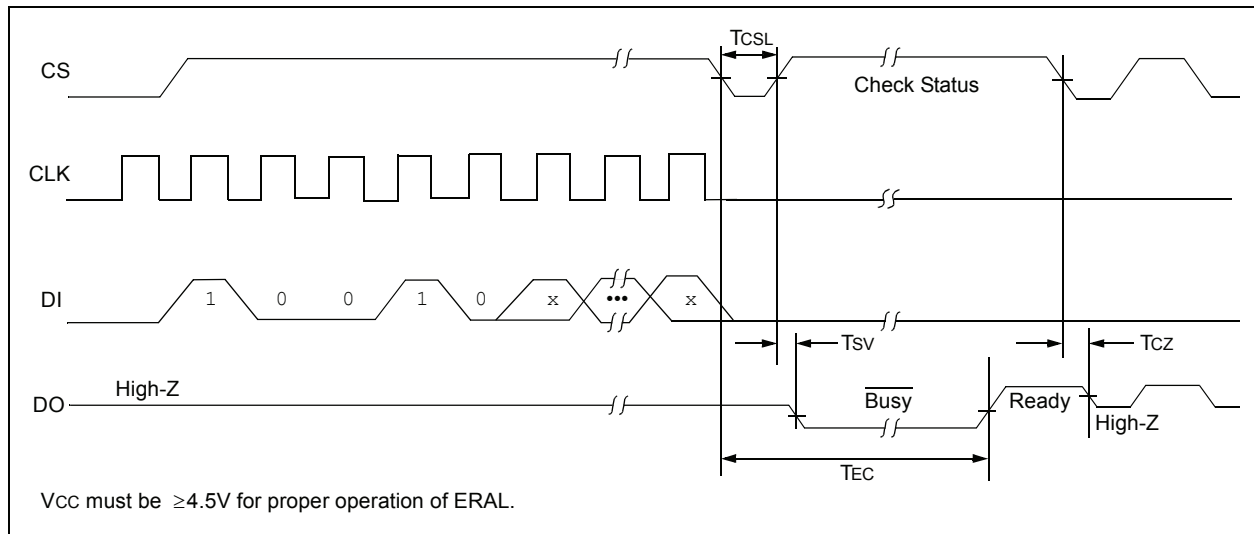 TCSL
CS
Check Status
CLK
DI
1 0 0 1 0 x ••• x
TSV
TCZ
High-Z
DO
Busy
Ready
High-Z
TEC
VCC must be ≥4.5V for proper operation of ERAL.